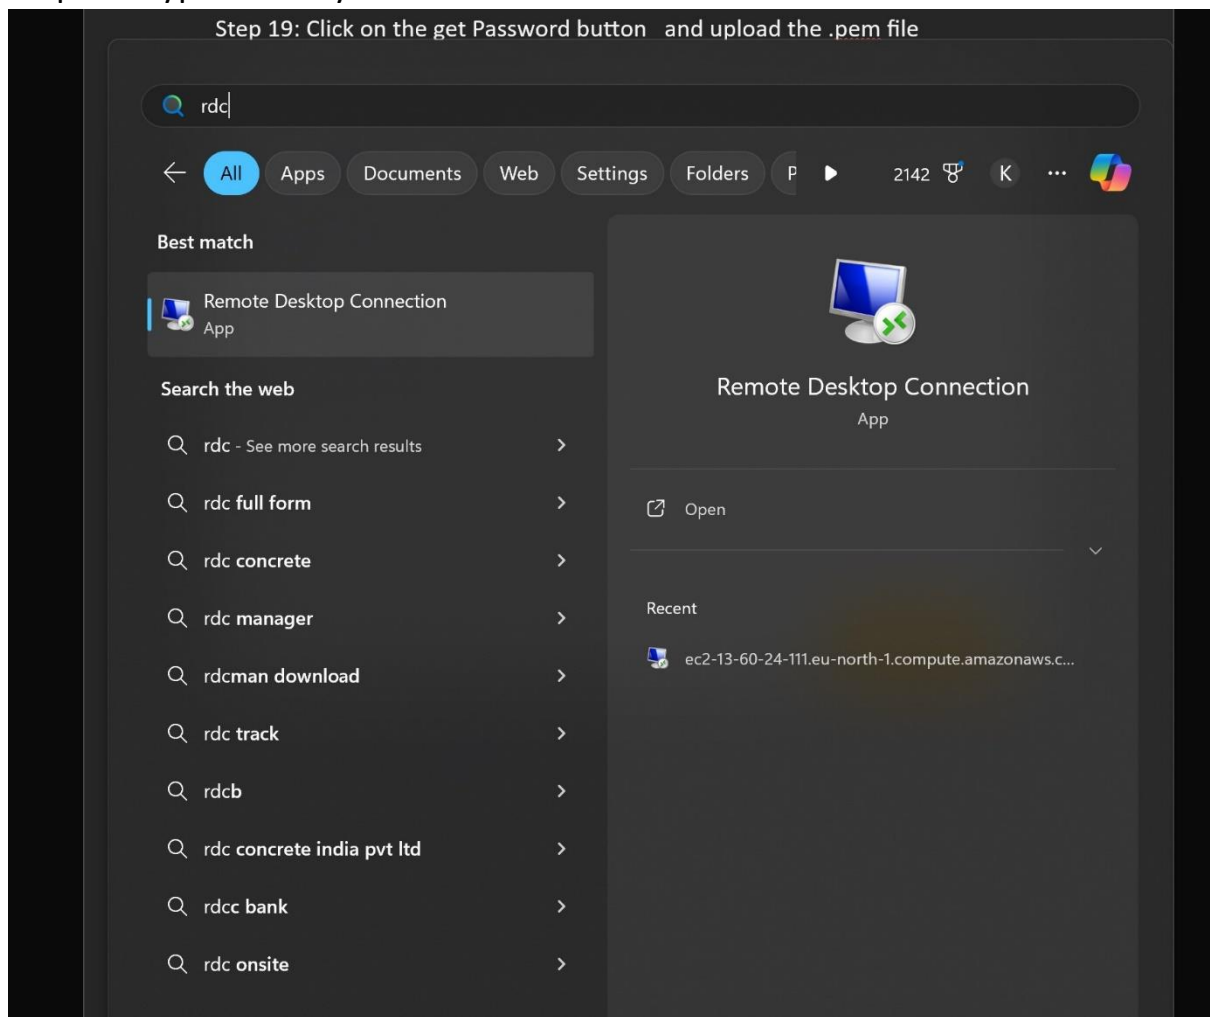 Step 19: Click on the get Password button and upload the .pem file
rdc
All Apps Documents Web Settings Folders P 2142 K ...
Best match
Remote Desktop Connection
App
Search the web
rdc - See more search results
rdc full form
rdc concrete
rdc manager
rdcman download
rdc track
rdcb
rdc concrete india pvt ltd
rdcc bank
rdc onsite
Remote Desktop Connection
App
Open
Recent
ec2-13-60-24-111.eu-north-1.compute.amazonaws.c...